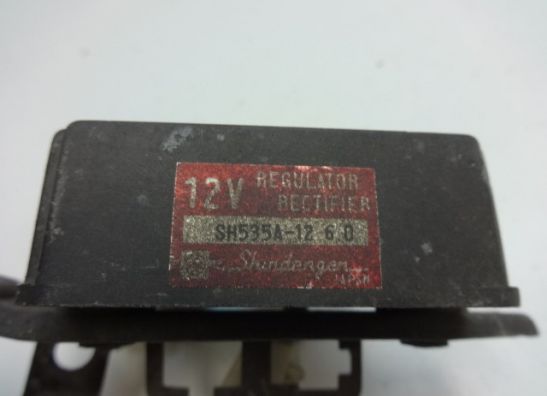 12V REGULATOR
RECTIFIER
SH535A-12 6.0
Shindengen
JAPAN